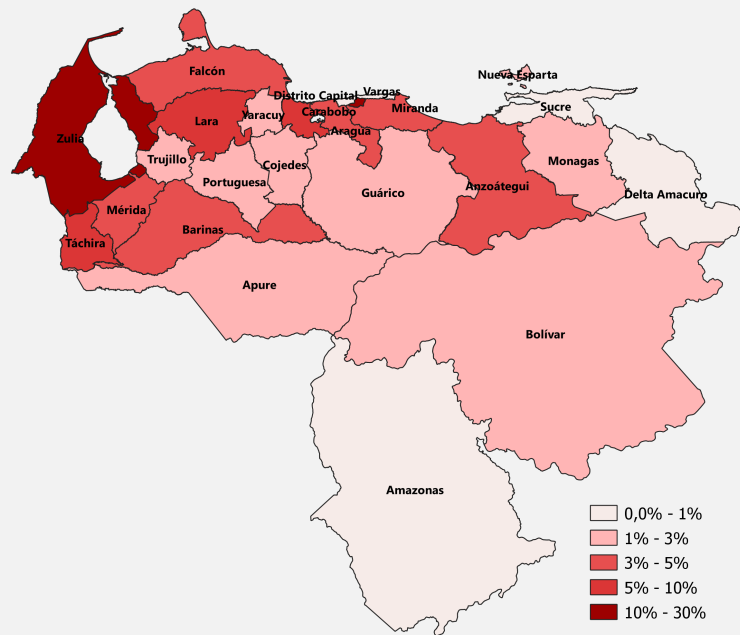 Falcón
Nueva Esparta
Distrito Capital
Vargas
Zulia
Lara
Yaracuy
Carabobo
Aragua
Miranda
Sucre
Trujillo
Cojedes
Monagas
Portuguesa
Guárico
Anzoátegui
Delta Amacuro
Mérida
Táchira
Barinas
Apure
Bolívar
Amazonas
0,0% - 1%
1% - 3%
3% - 5%
5% - 10%
10% - 30%